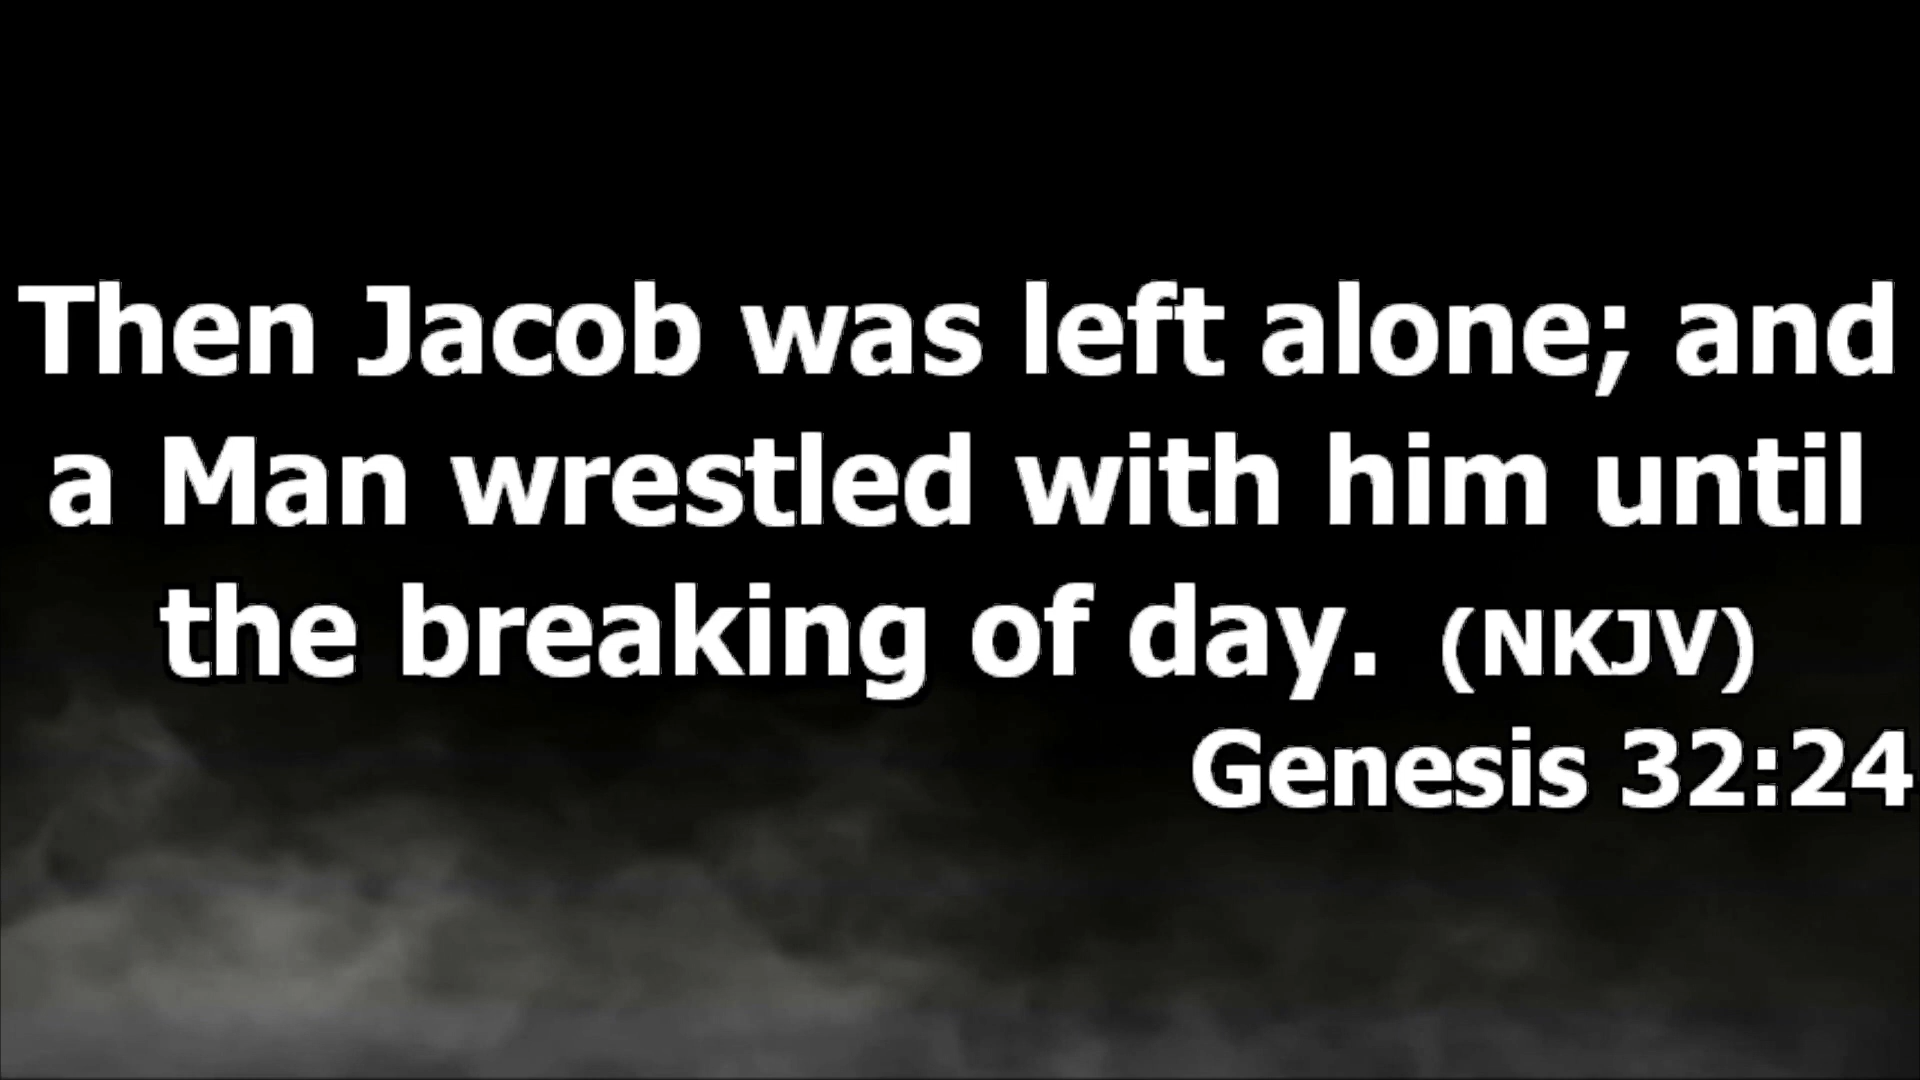 Then Jacob was left alone; and
a Man wrestled with him until
the breaking of day. (NKJV)
Genesis 32:24